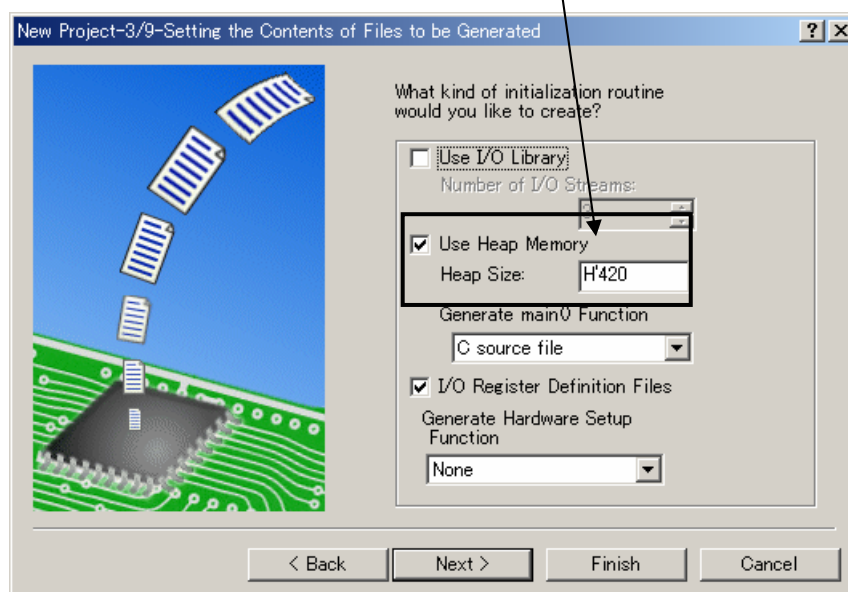 New Project-3/9-Setting the Contents of Files to be Generated
What kind of initialization routine
would you like to create?
Use I/O Library
Number of I/O Streams:
3
Use Heap Memory
Heap Size:
H'420
Generate main() Function
C source file
I/O Register Definition Files
Generate Hardware Setup
Function
None
< Back
Next >
Finish
Cancel